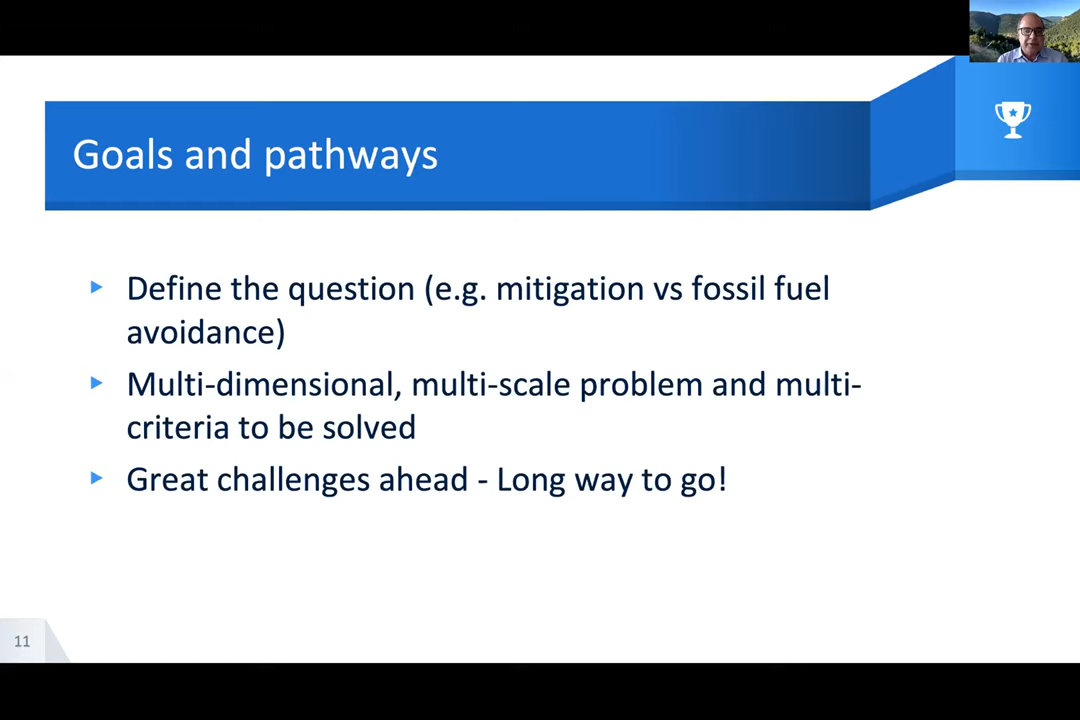 Goals and pathways
Define the question (e.g. mitigation vs fossil fuel
avoidance)
Multi-dimensional, multi-scale problem and multi-
criteria to be solved
Great challenges ahead - Long way to go!
11